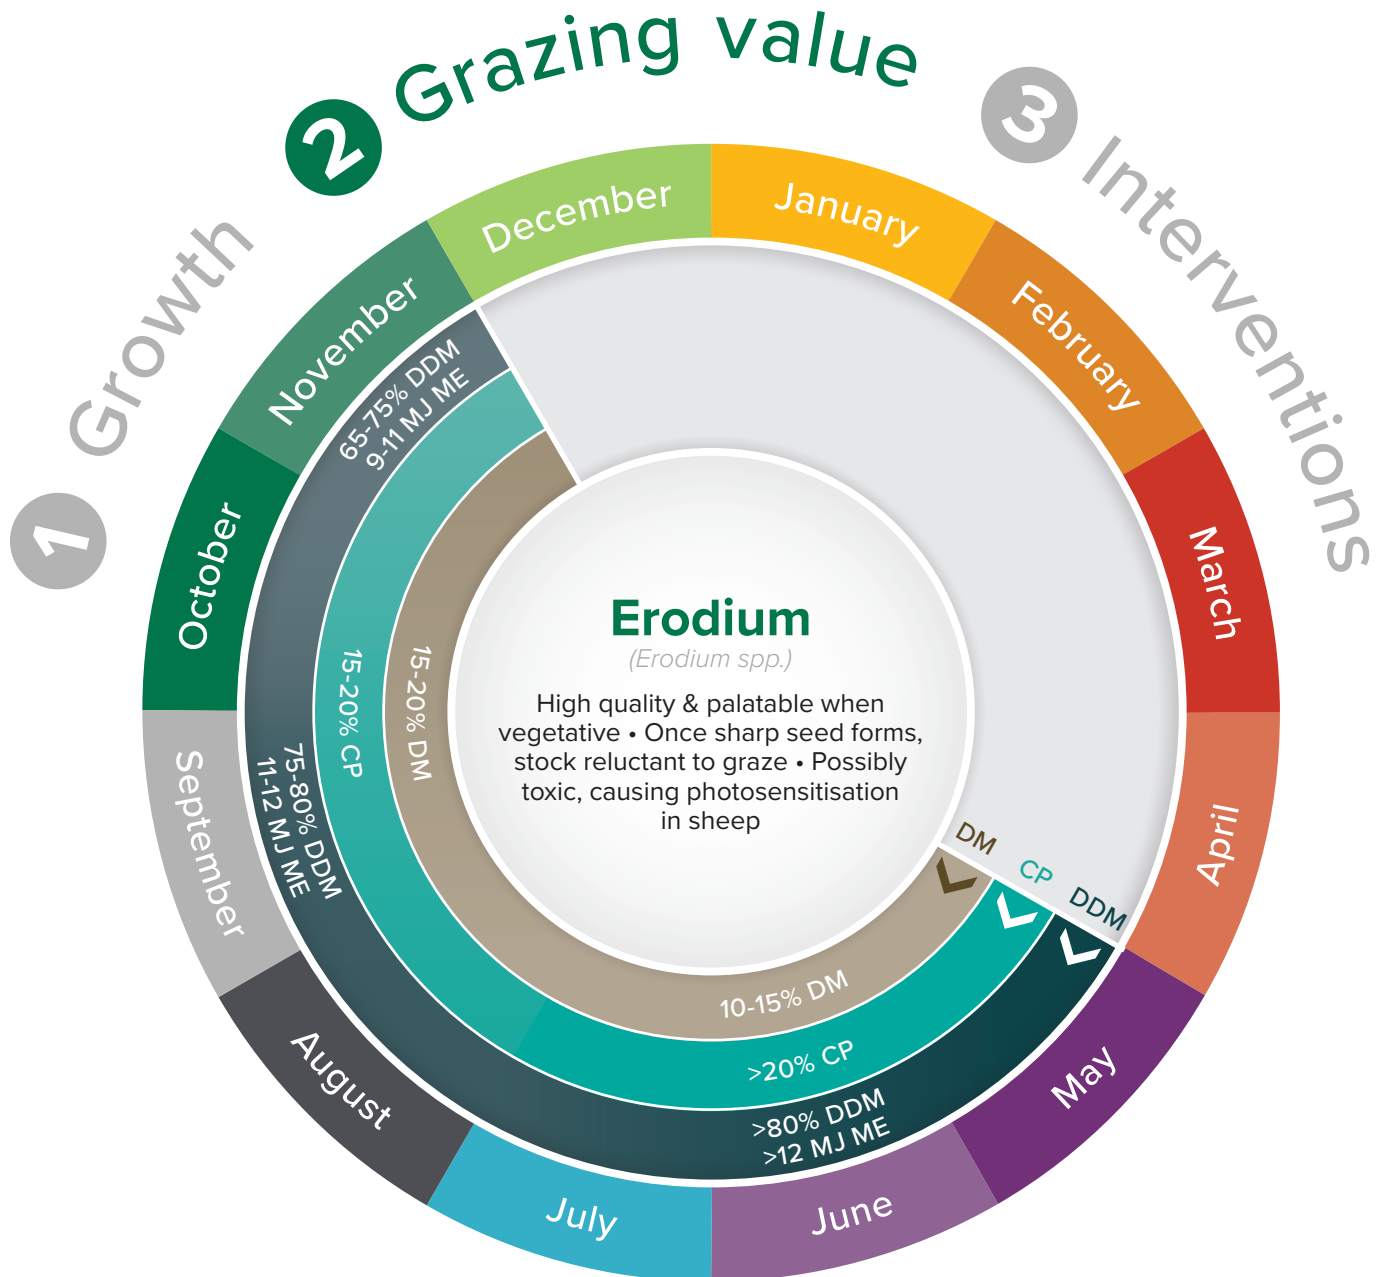 1 Growth
2 Grazing value
3 Interventions
January
February
March
April
May
June
July
August
September
October
November
December
Erodium
(Erodium spp.)
High quality & palatable when
vegetative • Once sharp seed forms,
stock reluctant to graze • Possibly
toxic, causing photosensitisation
in sheep
DM
CP
DDM
10-15% DM
>20% CP
>80% DDM
>12 MJ ME
15-20% DM
15-20% CP
75-80% DDM
11-12 MJ ME
65-75% DDM
9-11 MJ ME